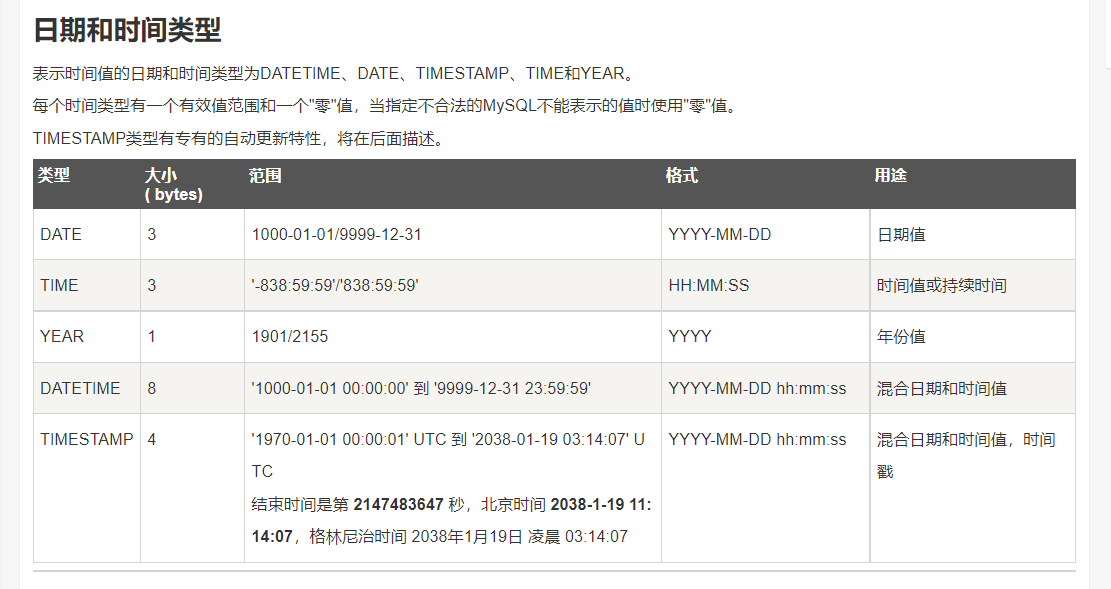 日期和时间类型
表示时间值的日期和时间类型为DATETIME、DATE、TIMESTAMP、TIME和YEAR。
每个时间类型有一个有效值范围和一个"零"值，当指定不合法的MySQL不能表示的值时使用"零"值。
TIMESTAMP类型有专有的自动更新特性，将在后面描述。
类型 大小 范围 格式 用途
( bytes)
DATE 3 1000-01-01/9999-12-31 YYYY-MM-DD 日期值
TIME 3 '-838:59:59'/'838:59:59' HH:MM:SS 时间值或持续时间
YEAR 1 1901/2155 YYYY 年份值
DATETIME 8 '1000-01-01 00:00:00' 到 '9999-12-31 23:59:59' YYYY-MM-DD hh:mm:ss 混合日期和时间值
TIMESTAMP 4 '1970-01-01 00:00:01' UTC 到 '2038-01-19 03:14:07' U YYYY-MM-DD hh:mm:ss 混合日期和时间值，时间
TC 戳
结束时间是第 2147483647 秒，北京时间 2038-1-19 11:
14:07，格林尼治时间 2038年1月19日 凌晨 03:14:07